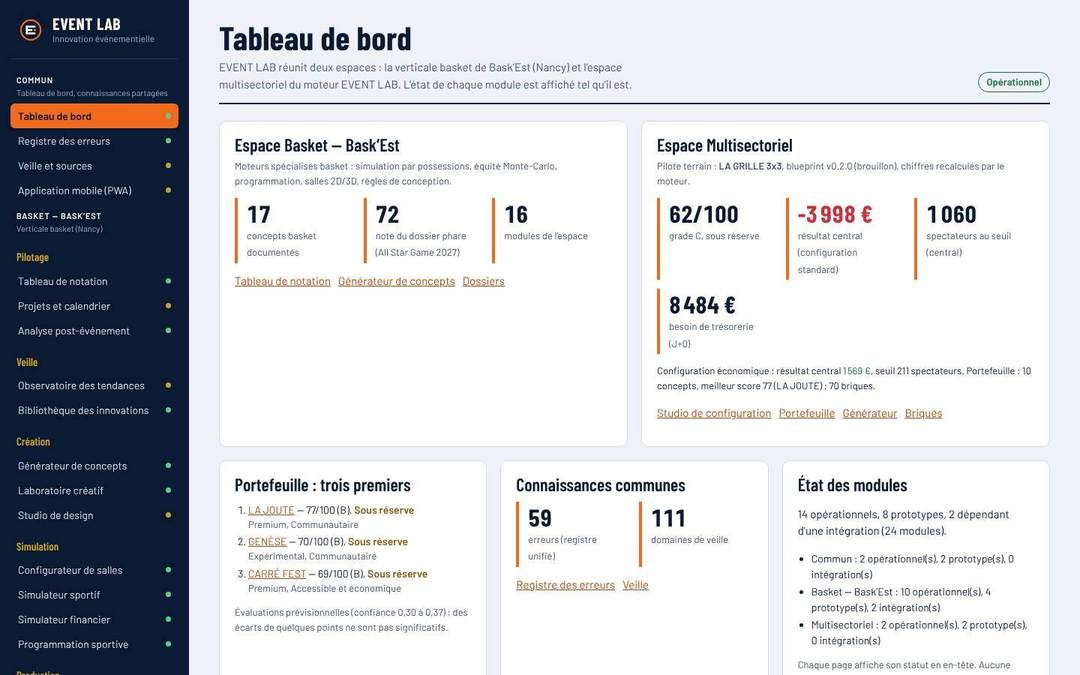 EVENT LAB
Innovation événementielle
COMMUN
Tableau de bord, connaissances partagées
Tableau de bord
Registre des erreurs
Veille et sources
Application mobile (PWA)
BASKET — BASK'EST
Verticale basket (Nancy)
Pilotage
Tableau de notation
Projets et calendrier
Analyse post-événement
Veille
Observatoire des tendances
Bibliothèque des innovations
Création
Générateur de concepts
Laboratoire créatif
Studio de design
Simulation
Configurateur de salles
Simulateur sportif
Simulateur financier
Programmation sportive
Production
Tableau de bord
EVENT LAB réunit deux espaces : la verticale basket de Bask'Est (Nancy) et l'espace
multisectoriel du moteur EVENT LAB. L'état de chaque module est affiché tel qu'il est.
Opérationnel
Espace Basket — Bask'Est
Moteurs spécialisés basket : simulation par possessions, équité Monte-Carlo,
programmation, salles 2D/3D, règles de conception.
17
concepts basket
documentés
72
note du dossier phare
(All Star Game 2027)
16
modules de l'espace
Tableau de notation Générateur de concepts Dossiers
Espace Multisectoriel
Pilote terrain : LA GRILLE 3x3, blueprint v0.2.0 (brouillon), chiffres recalculés par le
moteur.
62/100
grade C, sous réserve
-3 998 €
résultat central
(configuration
standard)
1 060
spectateurs au seuil
(central)
8 484 €
besoin de trésorerie
(J+0)
Configuration économique : résultat central 1 569 €, seuil 211 spectateurs. Portefeuille : 10
concepts, meilleur score 77 (LA JOUTE) ; 70 briques.
Studio de configuration Portefeuille Générateur Briques
Portefeuille : trois premiers
1. LA JOUTE — 77/100 (B), Sous réserve
Premium, Communautaire
2. GENÈSE — 70/100 (B), Sous réserve
Expérimental, Communautaire
3. CARRÉ FEST — 69/100 (B), Sous réserve
Premium, Accessible et économique
Évaluations prévisionnelles (confiance 0,30 à 0,37) : des
écarts de quelques points ne sont pas significatifs.
Connaissances communes
59
erreurs (registre
unifié)
111
domaines de veille
Registre des erreurs Veille
État des modules
14 opérationnels, 8 prototypes, 2 dépendant
d'une intégration (24 modules).
• Commun : 2 opérationnel(s), 2 prototype(s), 0
intégration(s)
• Basket — Bask'Est : 10 opérationnel(s), 4
prototype(s), 2 intégration(s)
• Multisectoriel : 2 opérationnel(s), 2 prototype(s),
0 intégration(s)
Chaque page affiche son statut en en-tête. Aucune